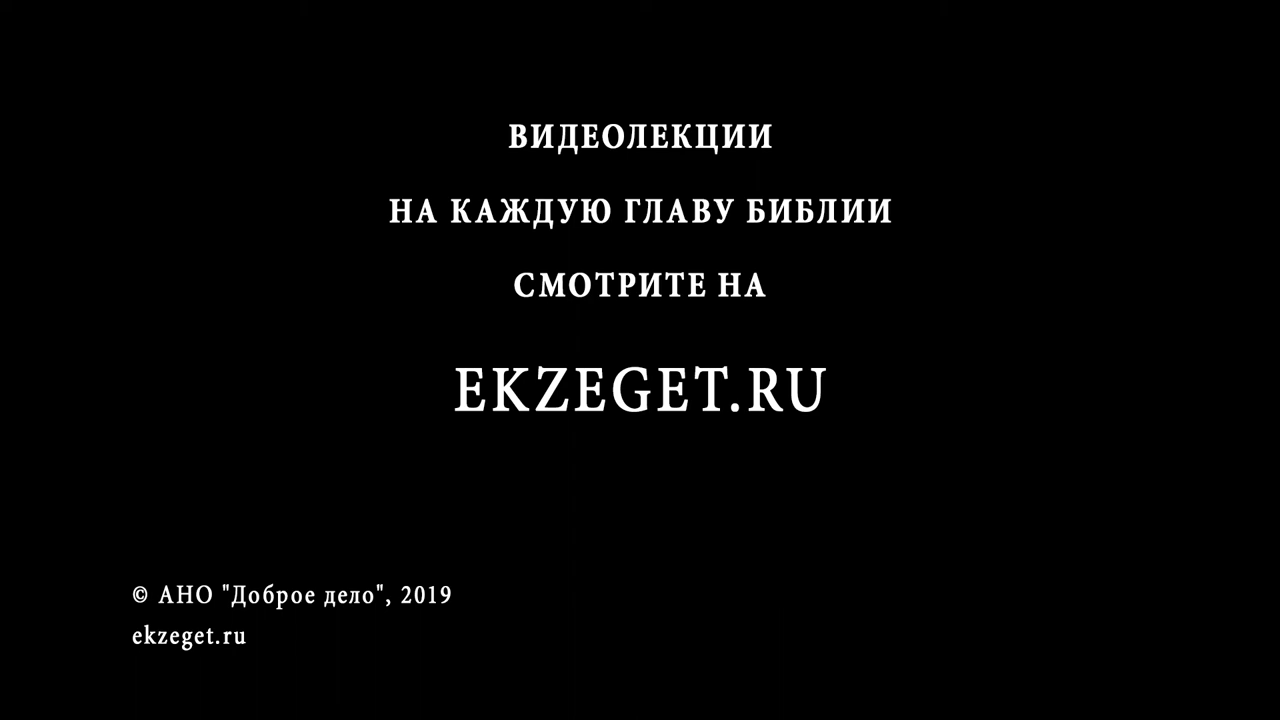 ВИДЕОЛЕКЦИИ
НА КАЖДУЮ ГЛАВУ БИБЛИИ
СМОТРИТЕ НА
EKZEGET.RU
© АНО "Доброе дело", 2019
ekzeget.ru